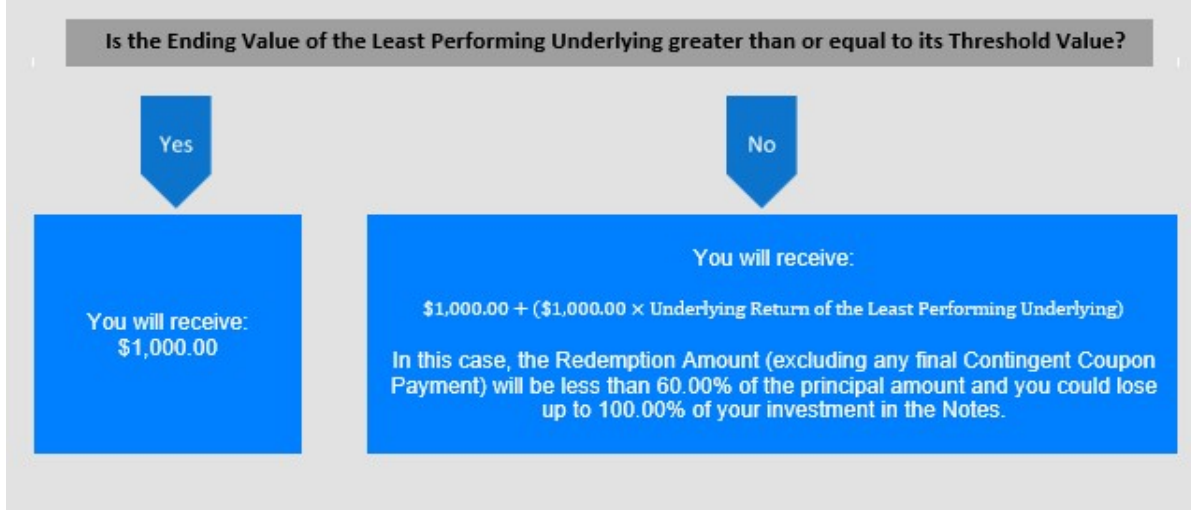 Is the Ending Value of the Least Performing Underlying greater than or equal to its Threshold Value?
Yes
No
You will receive:
$1,000.00
You will receive:
$1,000.00 + ($1,000.00 × Underlying Return of the Least Performing Underlying)
In this case, the Redemption Amount (excluding any final Contingent Coupon
Payment) will be less than 60.00% of the principal amount and you could lose
up to 100.00% of your investment in the Notes.